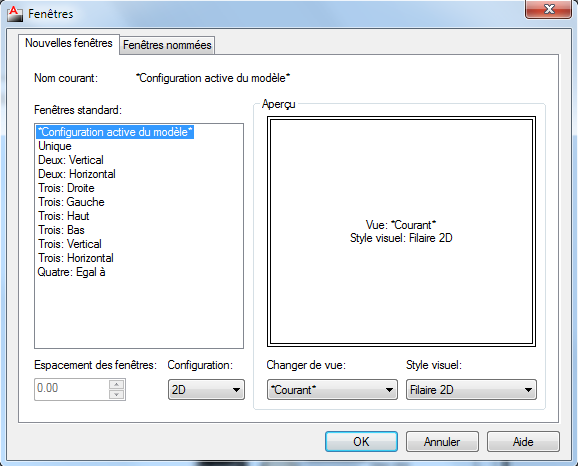 Fenêtres
Nouvelles fenêtres Fenêtres nommées
Nom courant: *Configuration active du modèle*
Fenêtres standard:
*Configuration active du modèle*
Unique
Deux: Vertical
Deux: Horizontal
Trois: Droite
Trois: Gauche
Trois: Haut
Trois: Bas
Trois: Vertical
Trois: Horizontal
Quatre: Egal à
Aperçu
Vue: *Courant*
Style visuel: Filaire 2D
Espacement des fenêtres: Configuration: Changer de vue: Style visuel:
0.00 2D *Courant* Filaire 2D
OK Annuler Aide